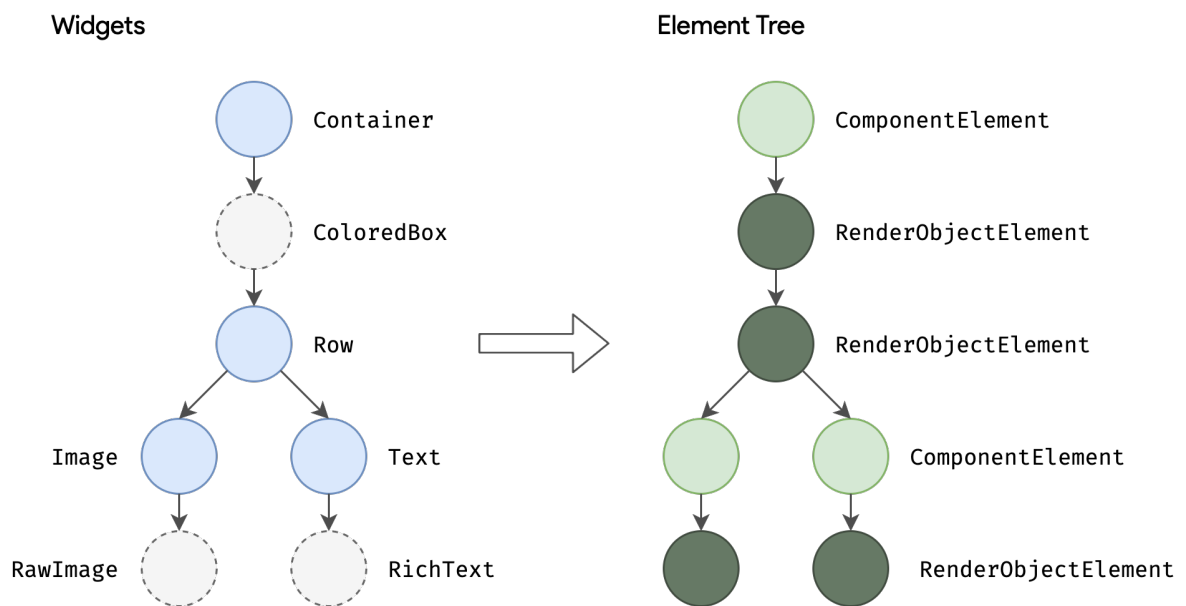 Widgets
Element Tree
Container
ComponentElement
ColoredBox
RenderObjectElement
Row
RenderObjectElement
Image
Text
ComponentElement
RawImage
RichText
RenderObjectElement